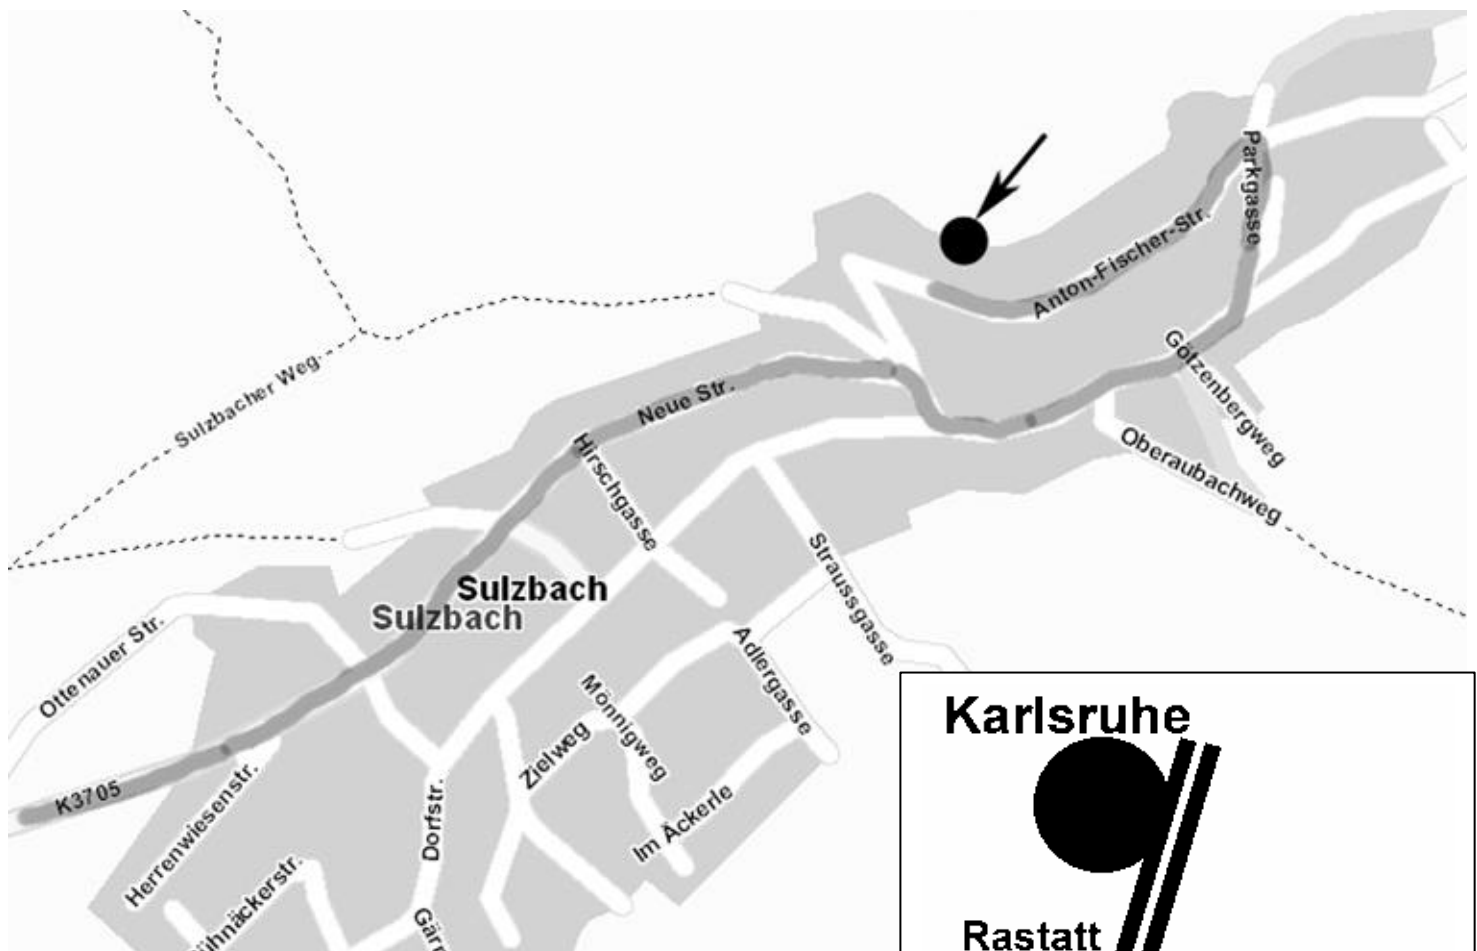 Parkgasse
Anton-Fischer-Str.
Götzenbergweg
Sulzbacher Weg
Neue Str.
Hirschgasse
Oberaubachweg
Straussgasse
Sulzbach
Sulzbach
Ottenauer Str.
Adlergasse
Mönnigweg
Zielweg
K3705
Herrenwiesenstr.
Dorfstr.
Im Äckerle
Karlsruhe
Rastatt